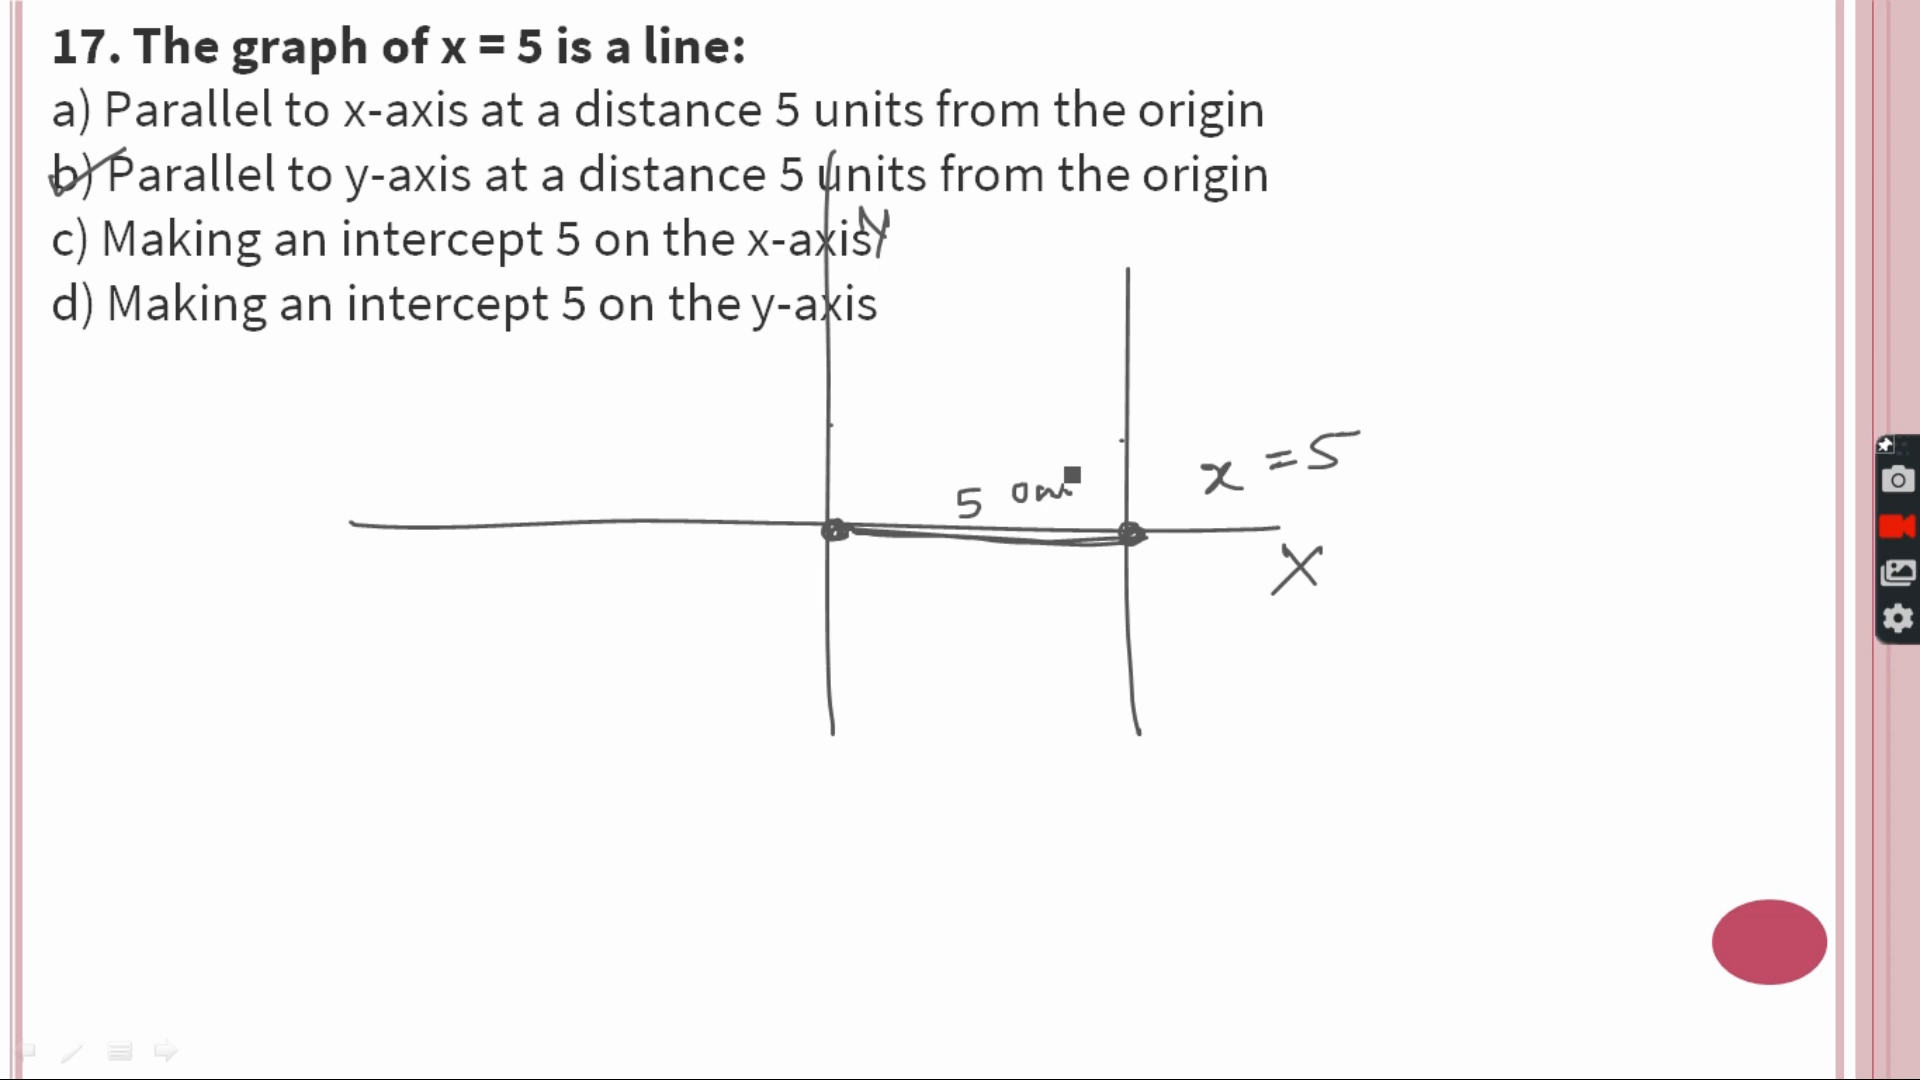 17. The graph of x = 5 is a line:
a) Parallel to x-axis at a distance 5 units from the origin
b) Parallel to y-axis at a distance 5 units from the origin
c) Making an intercept 5 on the x-axis
d) Making an intercept 5 on the y-axis
Y
x = 5
5
X